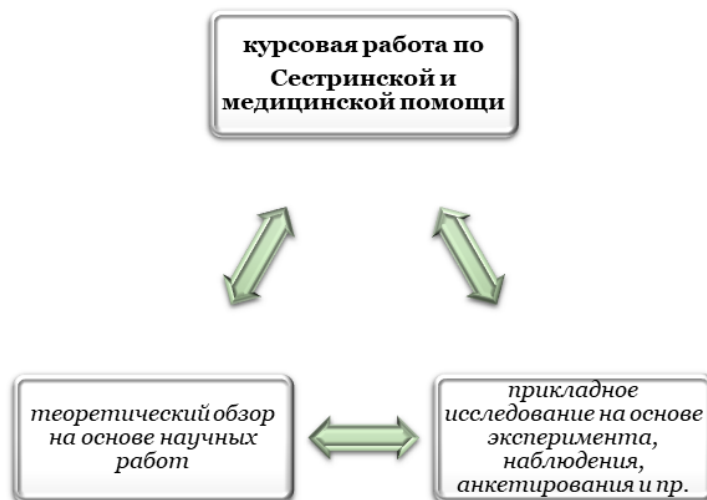 курсовая работа по
Сестринской и
медицинской помощи
теоретический обзор
на основе научных
работ
прикладное
исследование на основе
эксперимента,
наблюдения,
анкетирования и пр.